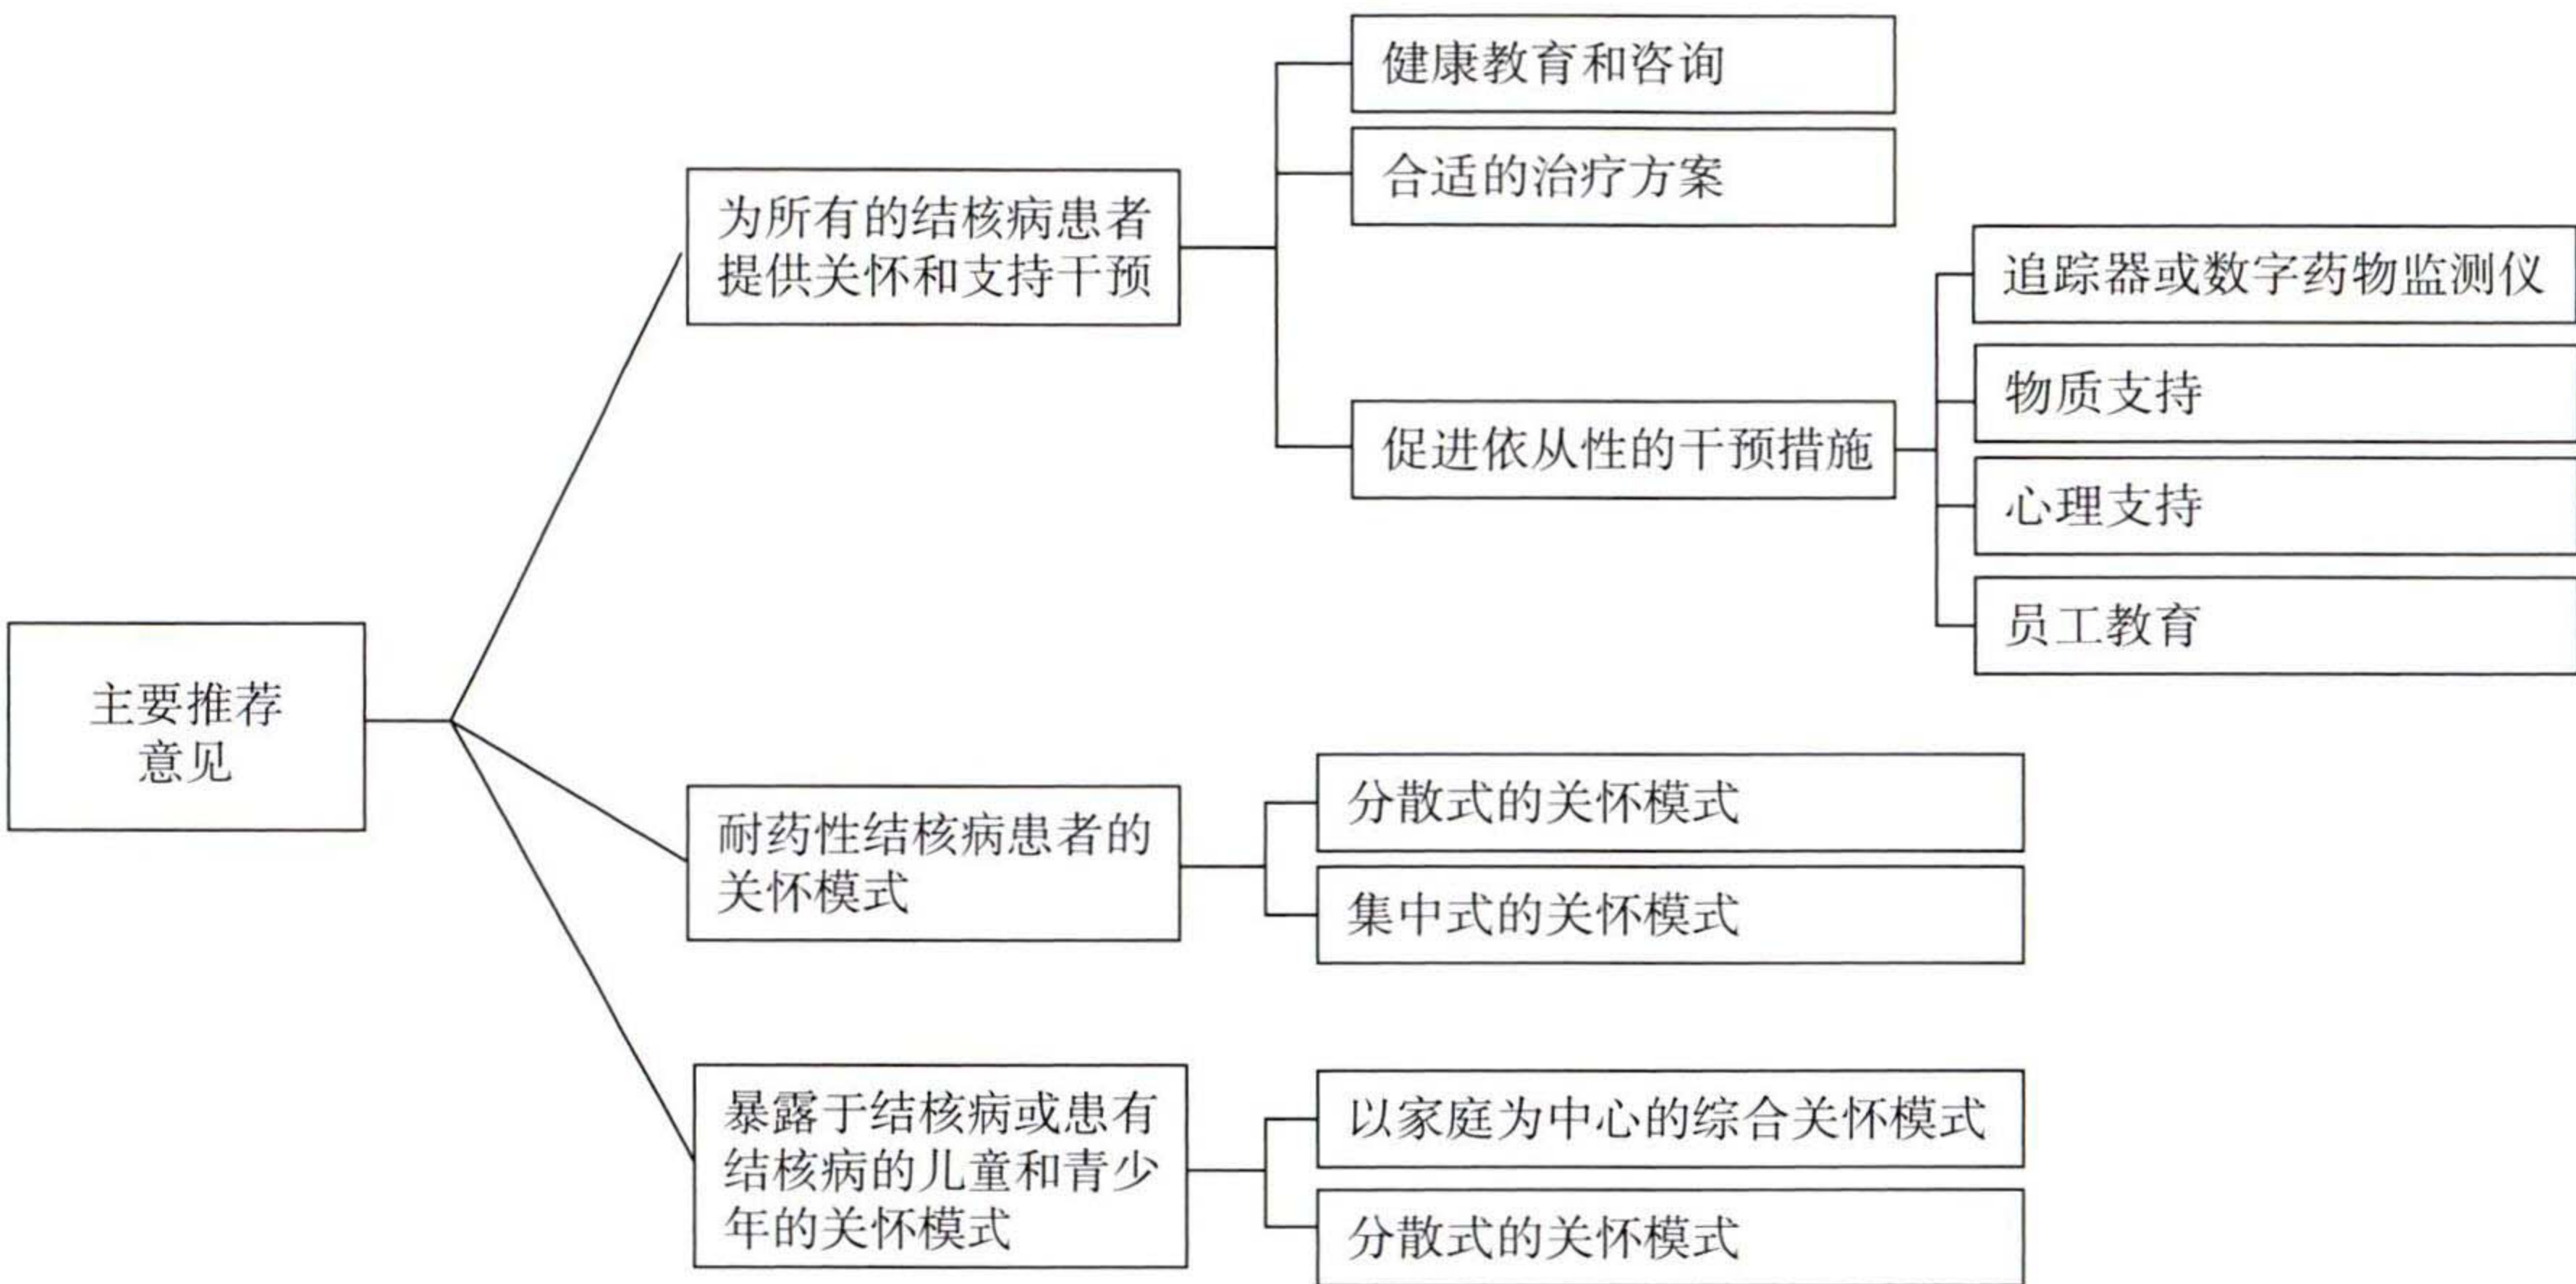 健康教育和咨询
合适的治疗方案
为所有的结核病患者
提供关怀和支持干预
追踪器或数字药物监测仪
物质支持
促进依从性的干预措施
心理支持
员工教育
主要推荐
意见
分散式的关怀模式
耐药性结核病患者的
关怀模式
集中式的关怀模式
暴露于结核病或患有
结核病的儿童和青少
年的关怀模式
以家庭为中心的综合关怀模式
分散式的关怀模式